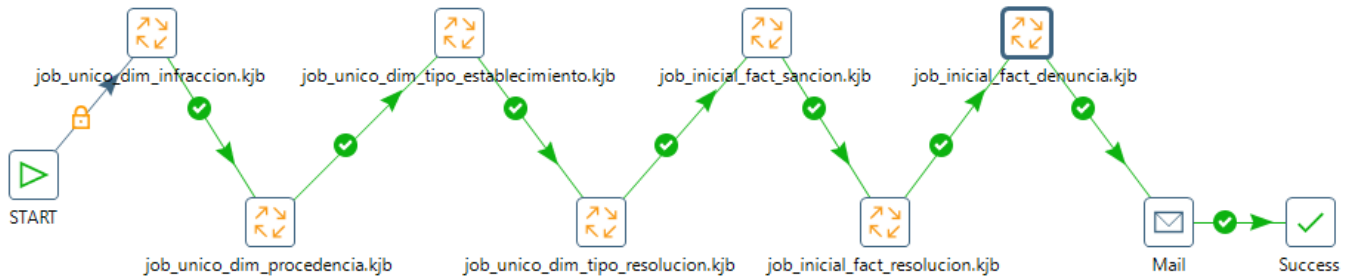 job_unico_dim_infraccion.kjb
job_unico_dim_tipo_establecimiento.kjb
job_inicial_fact_sancion.kjb
job_inicial_fact_denuncia.kjb
START
job_unico_dim_procedencia.kjb
job_unico_dim_tipo_resolucion.kjb
job_inicial_fact_resolucion.kjb
Mail
Success